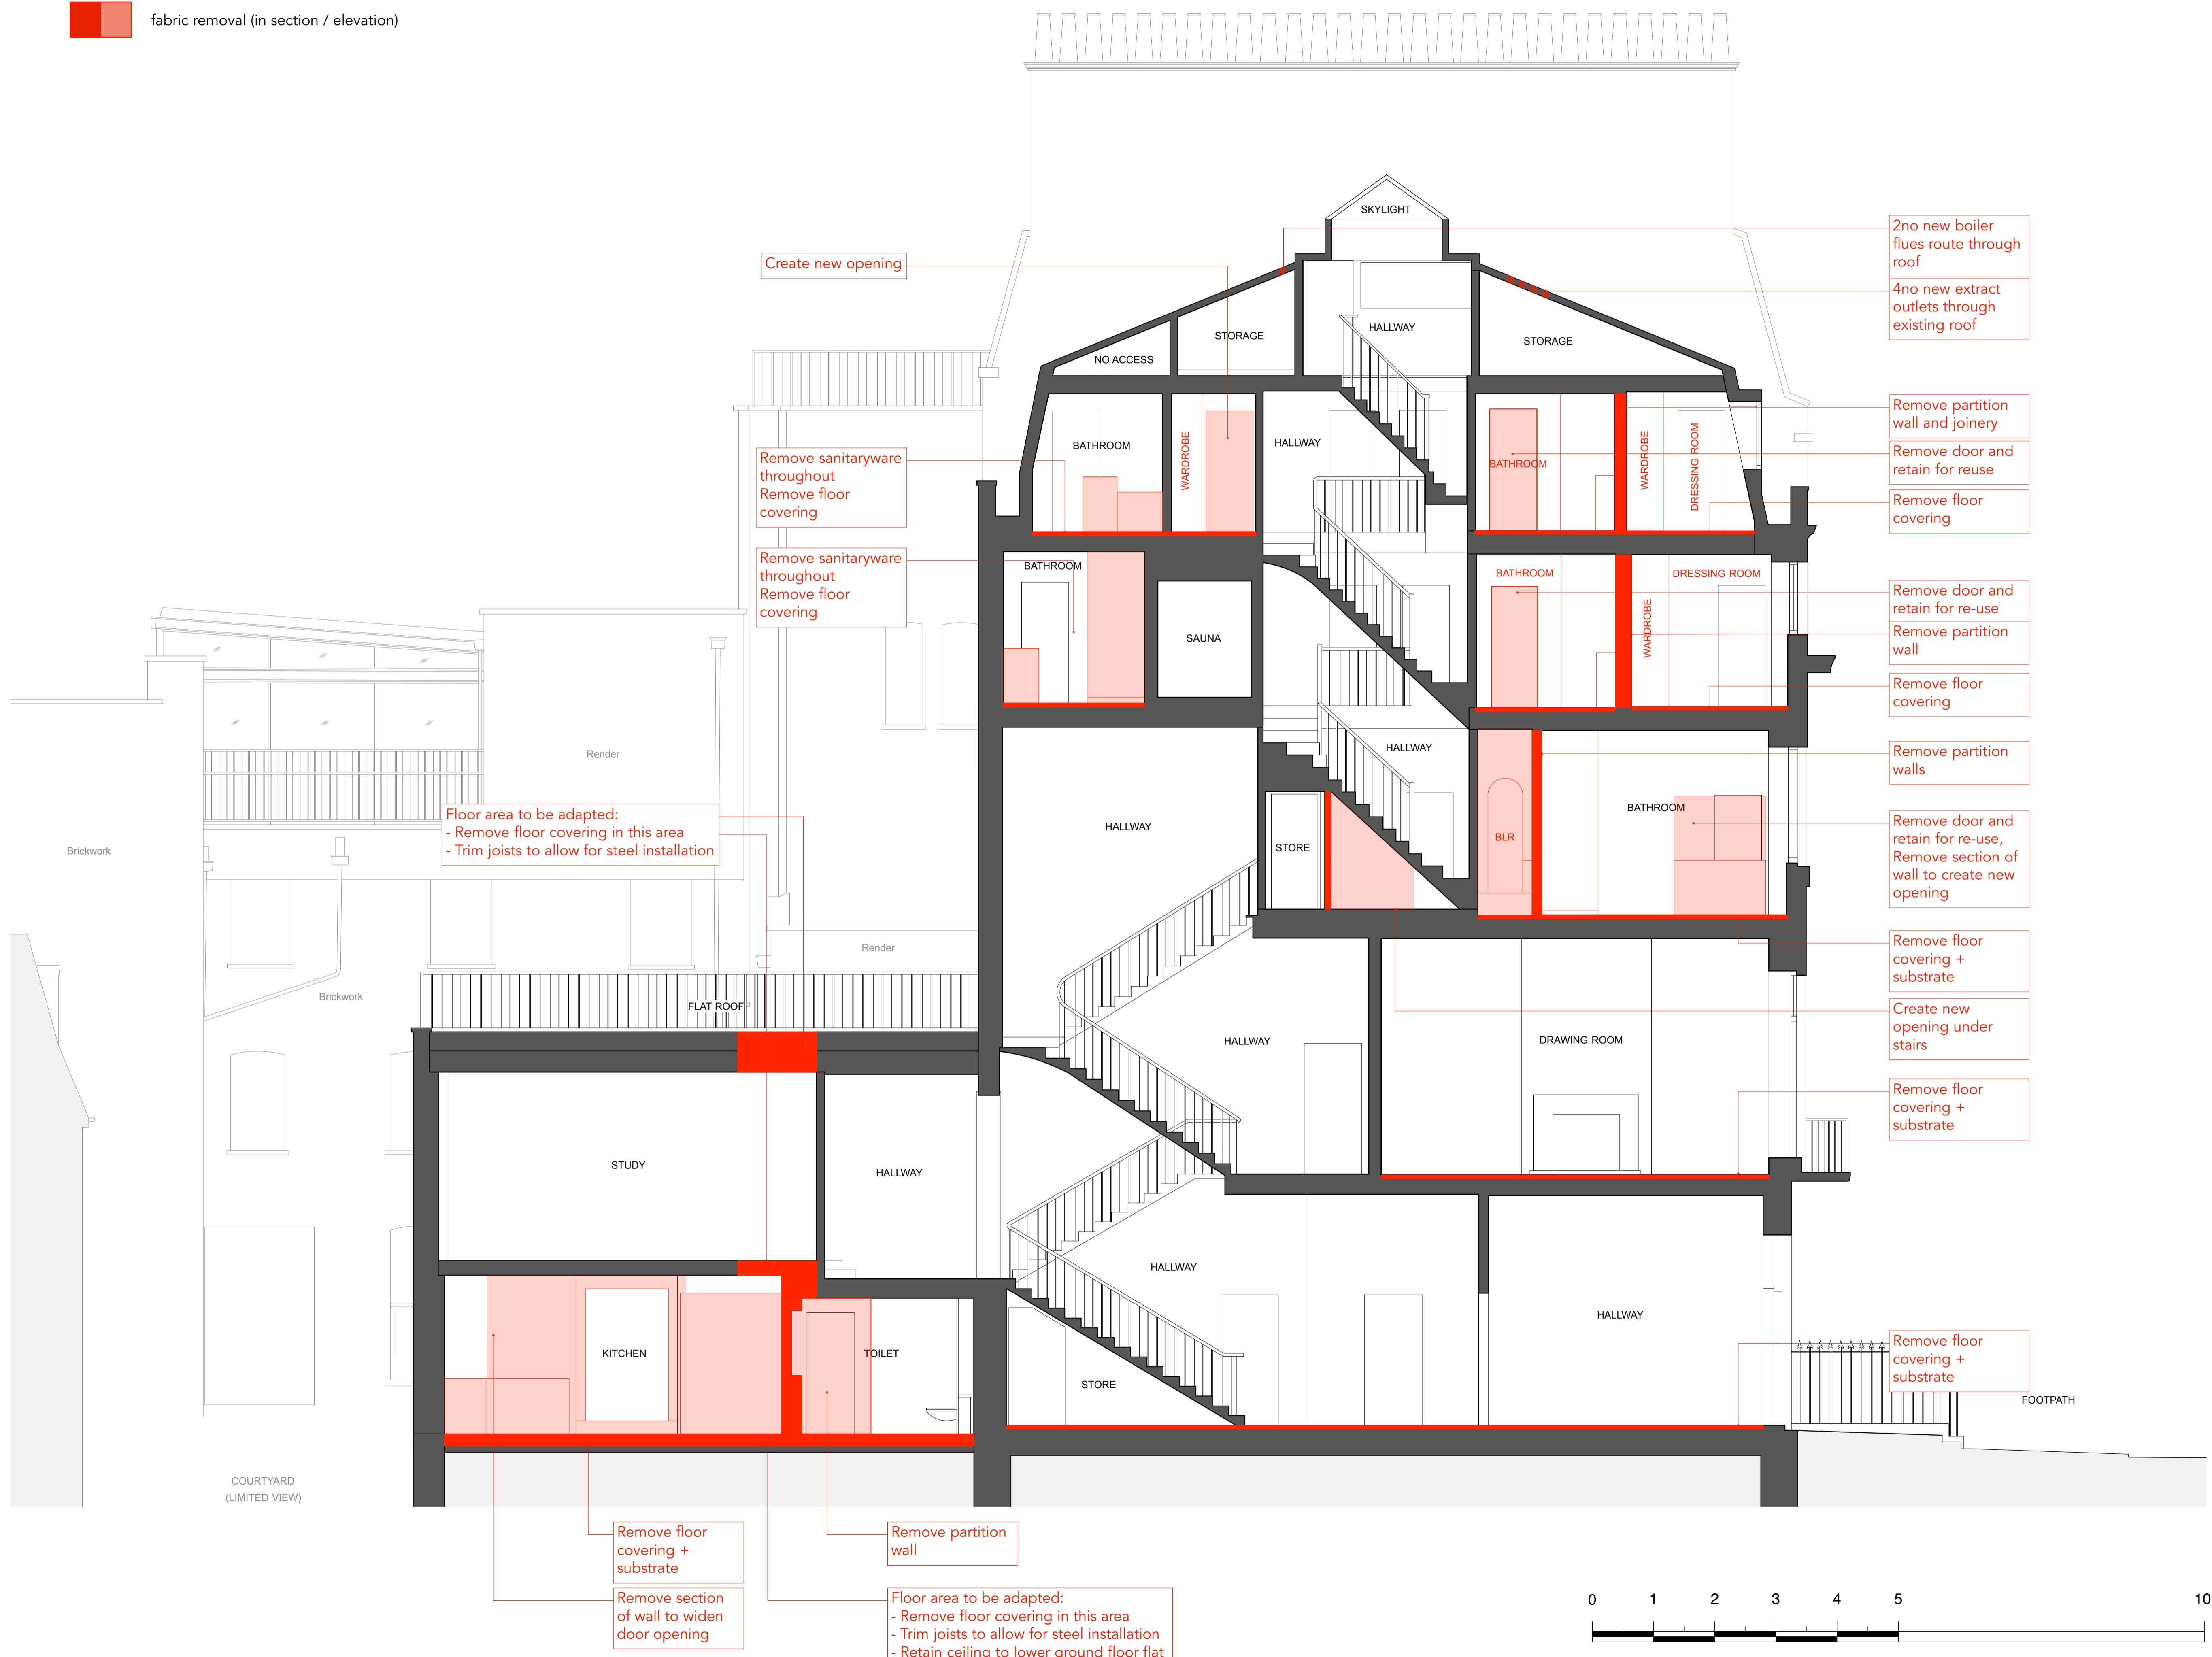 fabric removal (in section / elevation)
SKYLIGHT
2no new boiler
flues route through
roof
Create new opening
4no new extract
outlets through
existing roof
HALLWAY
STORAGE
STORAGE
NO ACCESS
Remove partition
wall and joinery
BATHROOM
WARDROBE
HALLWAY
BATHROOM
WARDROBE
DRESSING ROOM
Remove sanitaryware
throughout
Remove floor
covering
Remove door and
retain for reuse
Remove floor
covering
Remove sanitaryware
throughout
Remove floor
covering
BATHROOM
BATHROOM
DRESSING ROOM
WARDROBE
Remove door and
retain for re-use
Remove partition
wall
SAUNA
Remove floor
covering
Render
HALLWAY
Remove partition
walls
Floor area to be adapted:
- Remove floor covering in this area
- Trim joists to allow for steel installation
HALLWAY
BATHROOM
BLR
STORE
Remove door and
retain for re-use,
Remove section of
wall to create new
opening
Brickwork
Render
Remove floor
covering +
substrate
Brickwork
FLAT ROOF
Create new
opening under
stairs
HALLWAY
DRAWING ROOM
Remove floor
covering +
substrate
STUDY
HALLWAY
HALLWAY
HALLWAY
KITCHEN
TOILET
STORE
Remove floor
covering +
substrate
FOOTPATH
COURTYARD
(LIMITED VIEW)
Remove floor
covering +
substrate
Remove partition
wall
Remove section
of wall to widen
door opening
Floor area to be adapted:
- Remove floor covering in this area
- Trim joists to allow for steel installation
- Retain ceiling to lower ground floor flat
0 1 2 3 4 5 10